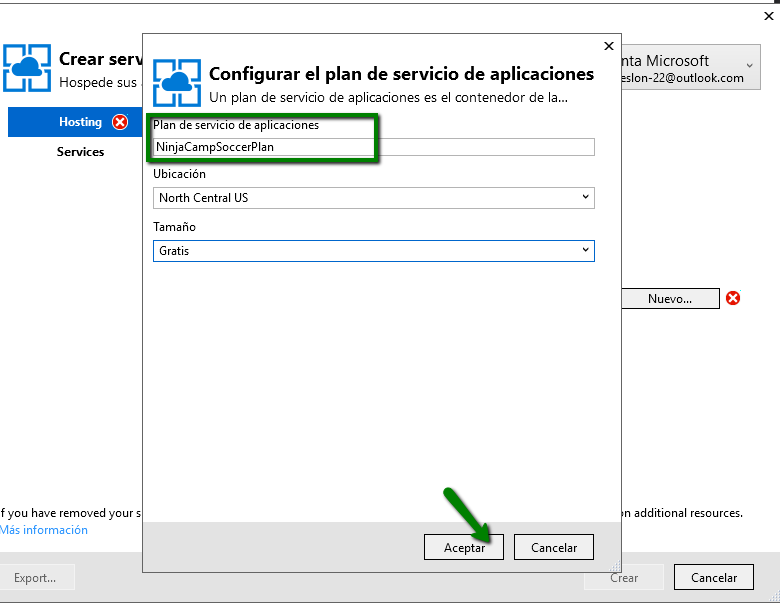 Crear serv
Hospede sus
nta Microsoft
eslon-22@outlook.com
Hosting
Services
Configurar el plan de servicio de aplicaciones
Un plan de servicio de aplicaciones es el contenedor de la...
Plan de servicio de aplicaciones
NinjaCampSoccerPlan
Ubicación
North Central US
Tamaño
Gratis
Nuevo...
f you have removed your s
on additional resources.
Más información
Aceptar
Cancelar
Export...
Crear
Cancelar